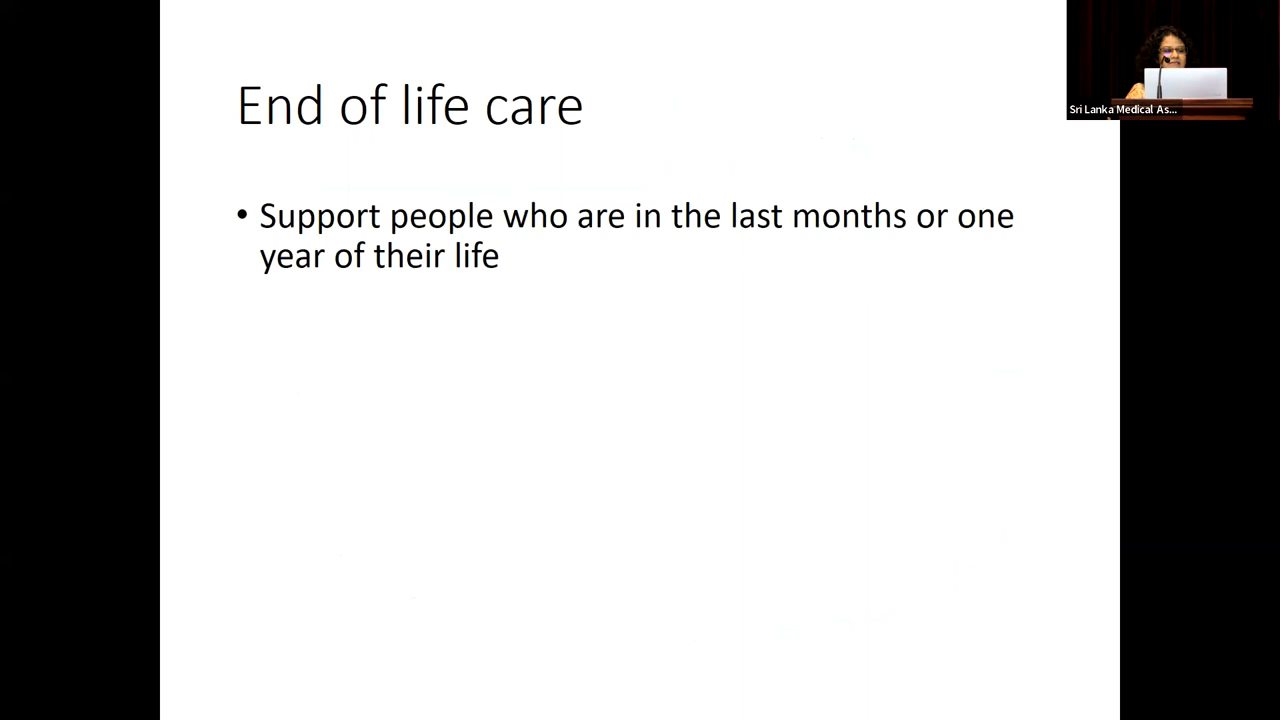 End of life care
• Support people who are in the last months or one
year of their life
Sri Lanka Medical As...